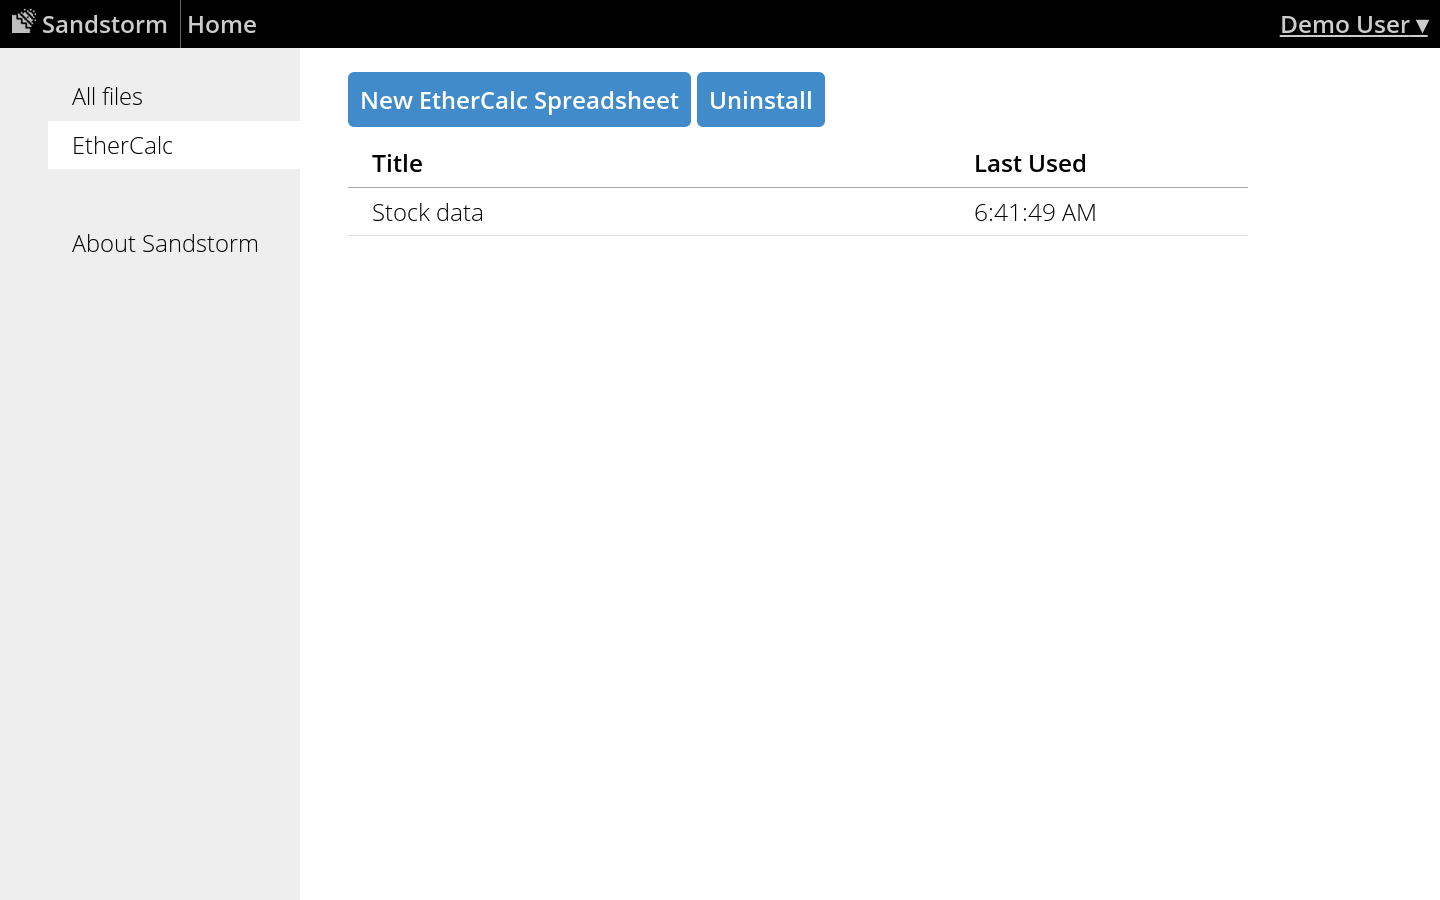 Sandstorm Home Demo User ▾
All files
EtherCalc
About Sandstorm
New EtherCalc Spreadsheet Uninstall
Title Last Used
Stock data 6:41:49 AM